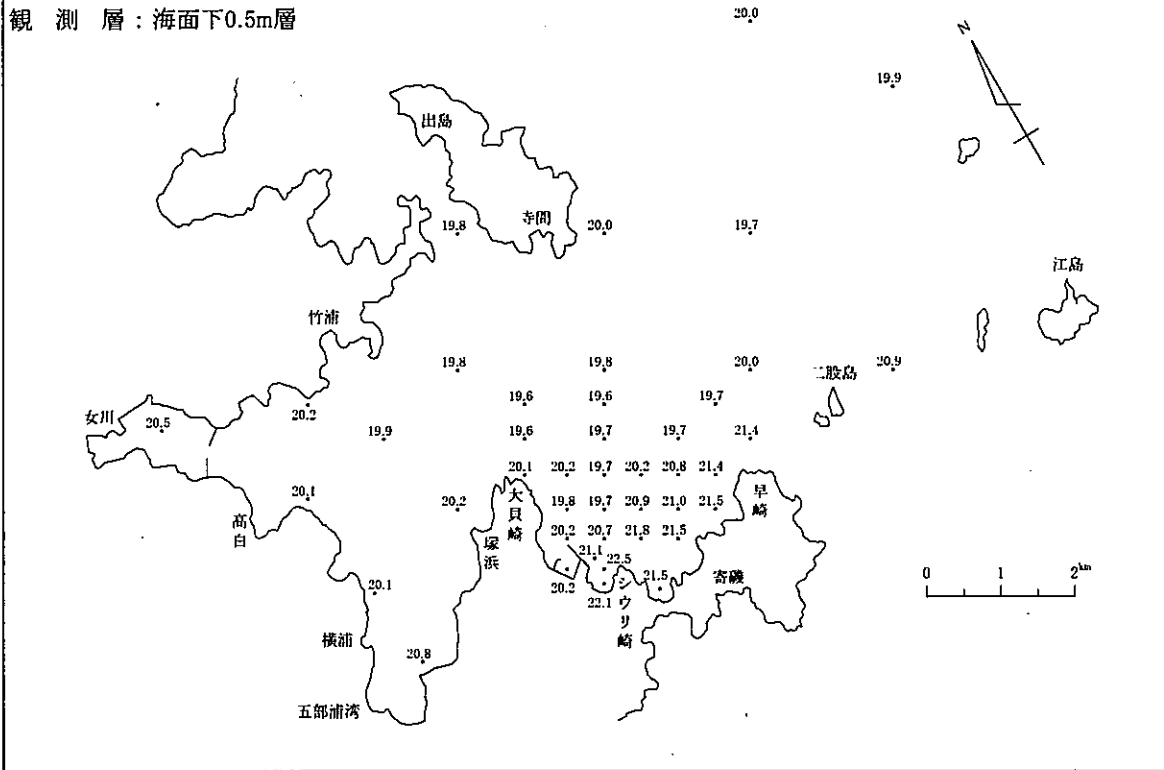 観 測 層：海面下0.5m層
20.0
19.9
N
出島
寺間
19.8
20.0
19.7
江島
竹浦
19.8
19.8
20.0
20.9
二股島
女川
20.5
20.2
19.6
19.6
19.7
19.9
19.6
19.7
19.7
21.4
20.1
20.2
19.7
20.2
20.8
21.4
大貝崎
早崎
高白
20.1
20.2
19.8
19.7
20.9
21.0
21.5
塚浜
20.2
20.7
21.8
21.5
21.1
22.5
20.2
22.1
シウリ崎
21.5
寄磯
20.1
横浦
20.8
五部浦湾
0 1 2km